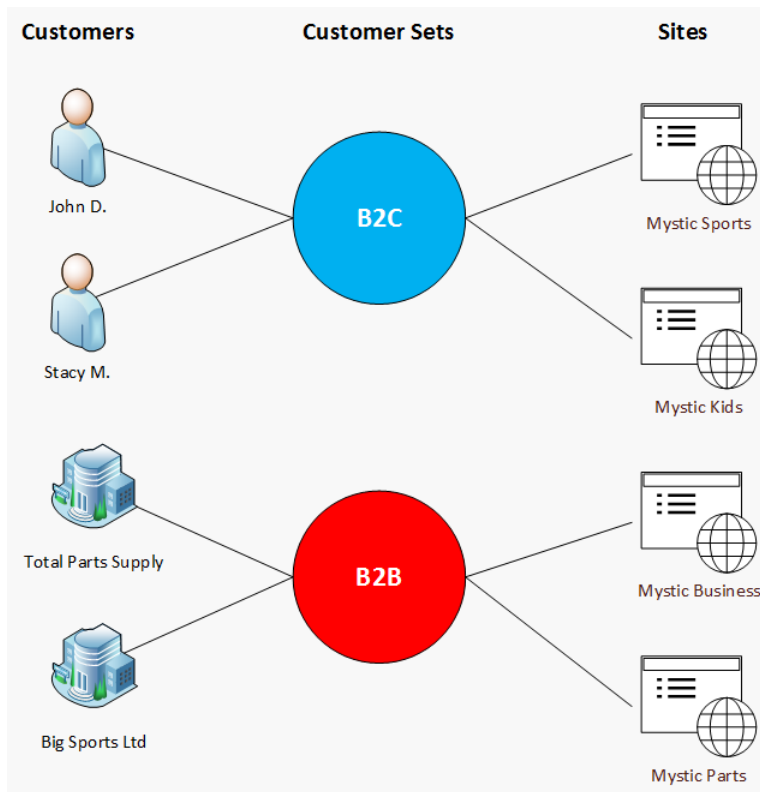 Customers
Customer Sets
Sites
John D.
B2C
Mystic Sports
Stacy M.
Mystic Kids
Total Parts Supply
B2B
Mystic Business
Big Sports Ltd
Mystic Parts